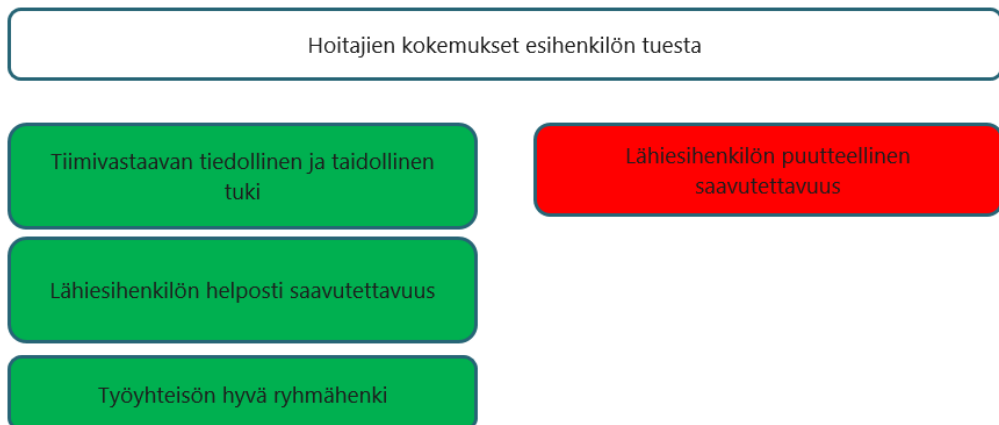 Hoitajien kokemukset esihenkilön tuesta
Tiimivastaavan tiedollinen ja taidollinen
tuki
Lähiesihenkilön puutteellinen
saavutettavuus
Lähiesihenkilön helposti saavutettavuus
Työyhteisön hyvä ryhmähenki